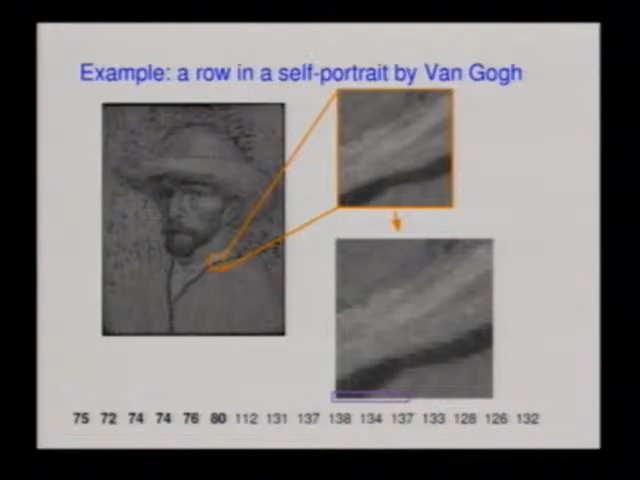 Example: a row in a self-portrait by Van Gogh
75 72 74 74 76 80 112 131 137 138 134 137 133 128 126 132